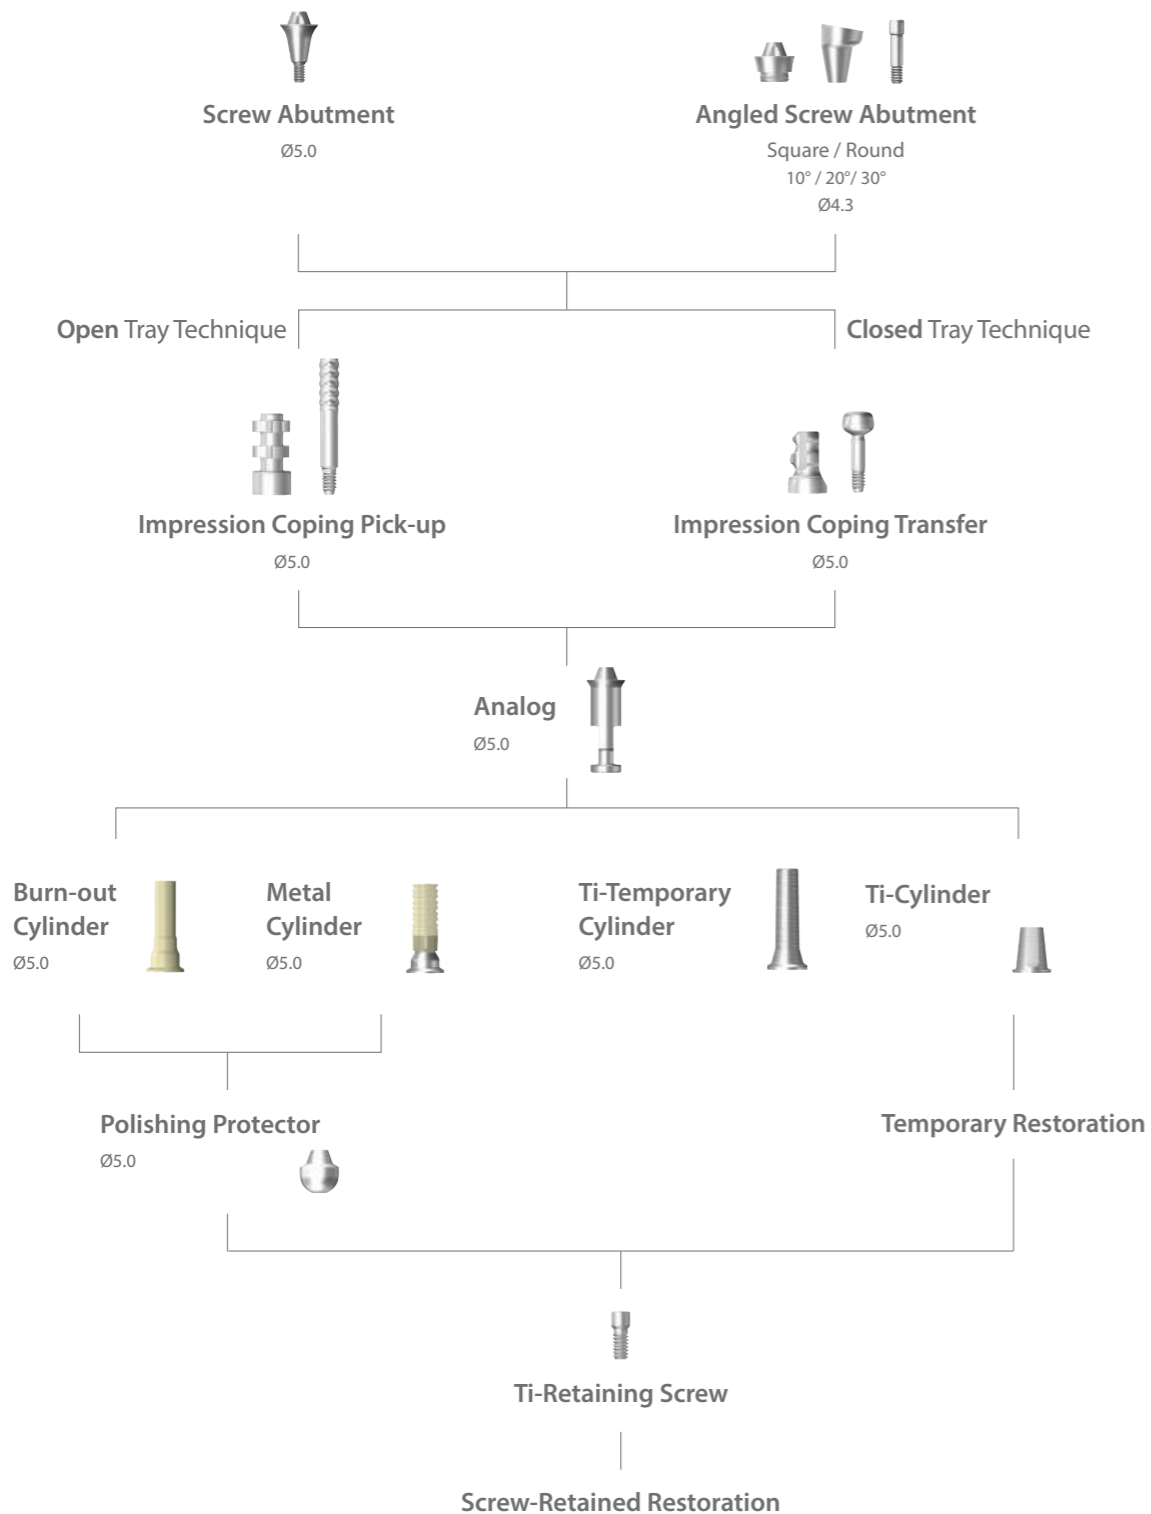 Screw Abutment
Ø5.0
Angled Screw Abutment
Square / Round
10° / 20°/ 30°
Ø4.3
Open Tray Technique
Closed Tray Technique
Impression Coping Pick-up
Ø5.0
Impression Coping Transfer
Ø5.0
Analog
Ø5.0
Burn-out
Cylinder
Ø5.0
Metal
Cylinder
Ø5.0
Ti-Temporary
Cylinder
Ø5.0
Ti-Cylinder
Ø5.0
Polishing Protector
Ø5.0
Temporary Restoration
Ti-Retaining Screw
Screw-Retained Restoration